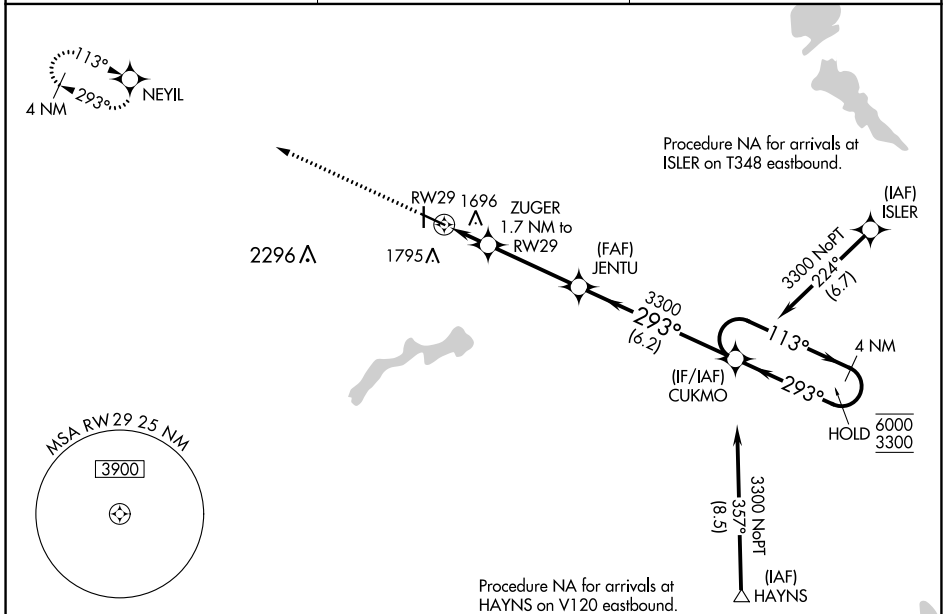 113°
293°
4 NM
NEYIL
Procedure NA for arrivals at
ISLER on T348 eastbound.
(IAF)
ISLER
3300 NoPT
224°
(6.7)
RW29
1696
ZUGER
1.7 NM to
RW29
2296
1795
(FAF)
JENTU
3300
293°
(6.2)
113°
4 NM
293°
(IF/IAF)
CUKMO
HOLD
6000
3300
MSA RW29 25 NM
3900
3300 NoPT
357°
(8.5)
(IAF)
HAYNS
Procedure NA for arrivals at
HAYNS on V120 eastbound.